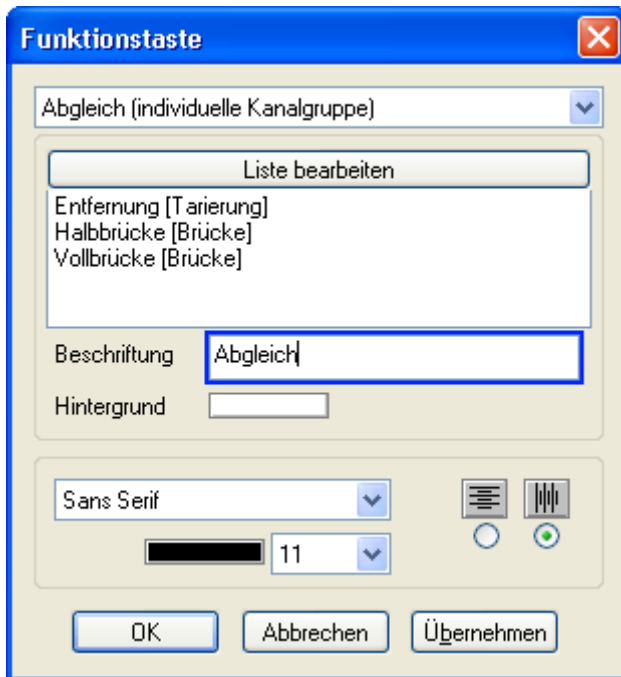 Funktionstaste
Abgleich (individuelle Kanalgruppe)
Liste bearbeiten
Entfernung [Tarierung]
Halbbrücke [Brücke]
Vollbrücke [Brücke]
Beschriftung Abgleich
Hintergrund
Sans Serif
11
OK Abbrechen Übernehmen